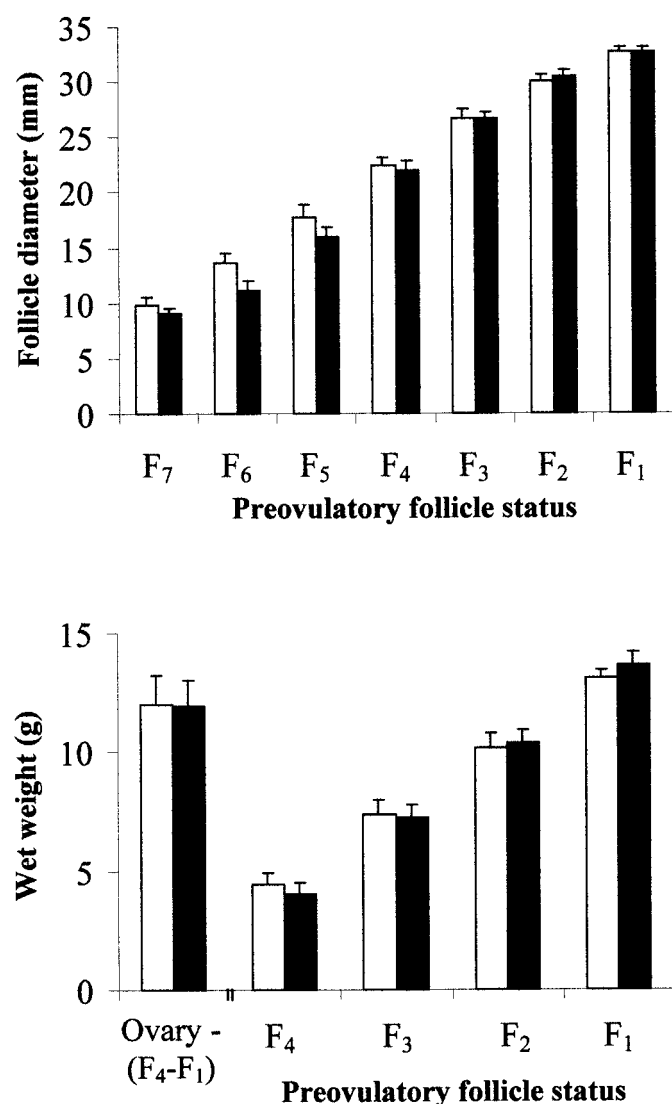 Follicle diameter (mm)
35
30
25
20
15
10
5
0
F₇ F₆ F₅ F₄ F₃ F₂ F₁
Preovulatory follicle status
Wet weight (g)
15
10
5
0
Ovary - F₄ F₃ F₂ F₁
(F₄-F₁)
Preovulatory follicle status